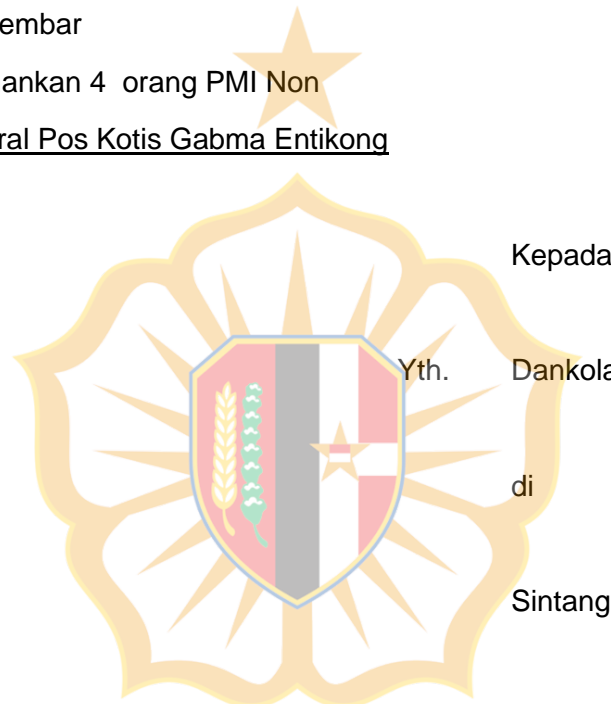 embar
ankan 4 orang PMI Non
ral Pos Kotis Gabma Entikong
Kepada
Yth. Dankola
di
Sintang